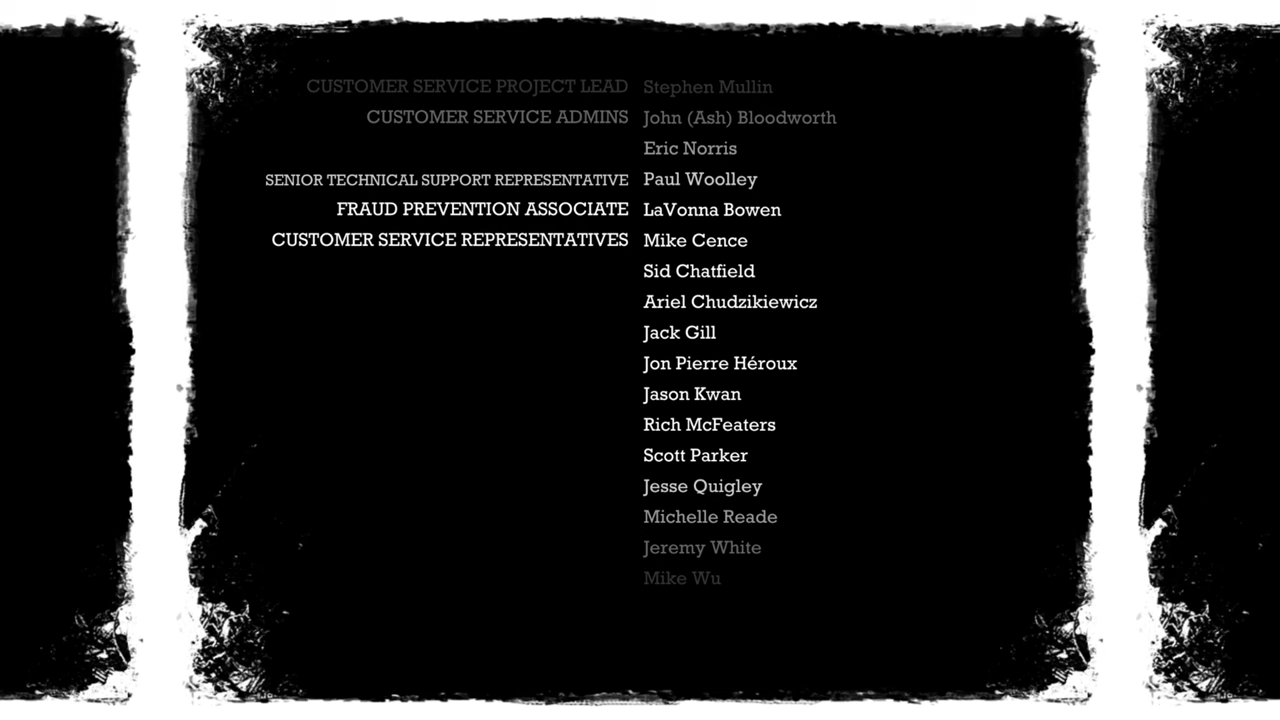 CUSTOMER SERVICE PROJECT LEAD Stephen Mullin
CUSTOMER SERVICE ADMINS John (Ash) Bloodworth
Eric Norris
SENIOR TECHNICAL SUPPORT REPRESENTATIVE Paul Woolley
FRAUD PREVENTION ASSOCIATE LaVonna Bowen
CUSTOMER SERVICE REPRESENTATIVES Mike Cence
Sid Chatfield
Ariel Chudzikiewicz
Jack Gill
Jon Pierre Héroux
Jason Kwan
Rich McFeaters
Scott Parker
Jesse Quigley
Michelle Reade
Jeremy White
Mike Wu